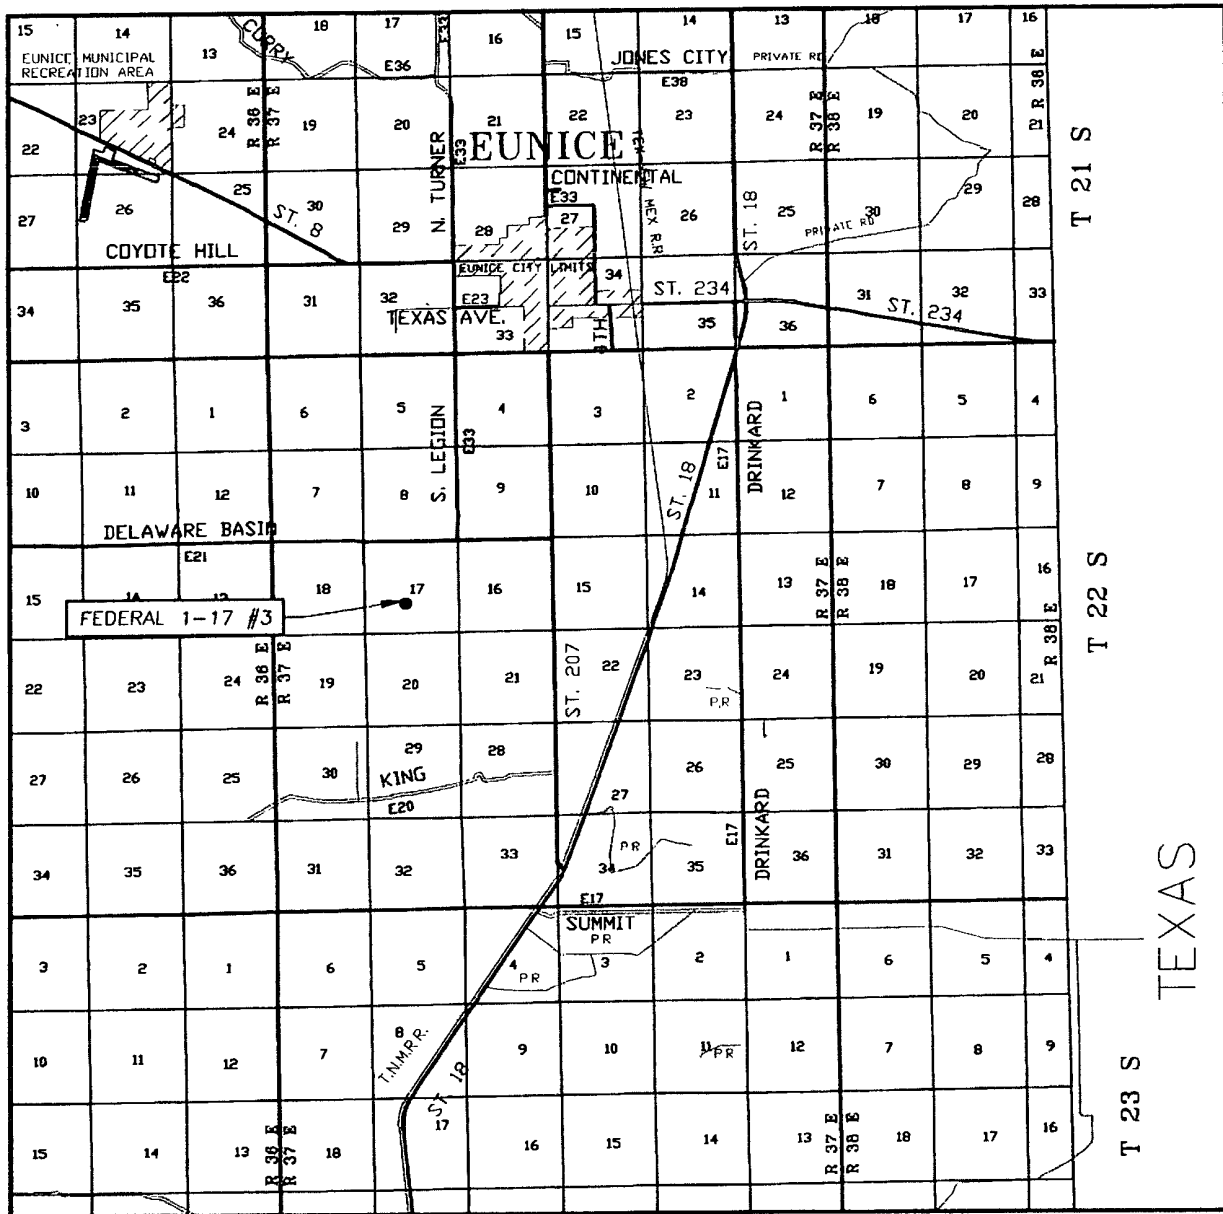 15 14 13 18 17 E33 16 15 14 13 18 17 16
CURRY
EUNICE MUNICIPAL
RECREATION AREA
E36
JONES CITY
PRIVATE RD
E38
R 36 E
R 37 E
R 37 E
R 38 E
R 38 E
22 23 24 19 20 21 22 23 24 19 20 21
N. TURNER
E33
EUNICE
T 21 S
CONTINENTAL
E33
NEW MEX R.R
27 26 25 30 29 28 27 26 25 30 29 28
ST. 8
ST. 18
PRIVATE RD
COYOTE HILL
E22
EUNICE CITY LIMITS
34 35 36 31 32 33 34 35 36 31 32 33
E23
TEXAS AVE.
8TH
ST. 234
ST. 234
3 2 1 6 5 4 3 2 1 6 5 4
S. LEGION
E33
DRINKARD
E17
ST. 18
10 11 12 7 8 9 10 11 12 7 8 9
DELAWARE BASIN
E21
15 14 13 18 17 16 15 14 13 18 17 16
FEDERAL 1-17 #3
R 37 E
R 38 E
T 22 S
R 36 E
R 37 E
R 38 E
22 23 24 19 20 21 22 23 24 19 20 21
ST. 207
P.R
27 26 25 30 29 28 27 26 25 30 29 28
KING
E20
34 35 36 31 32 33 34 35 36 31 32 33
PR
E17
DRINKARD
E17
SUMMIT
PR
TEXAS
3 2 1 6 5 4 3 2 1 6 5 4
PR
10 11 12 7 8 9 10 11 12 7 8 9
T.N.M.R.R.
ST. 18
PR
T 23 S
15 14 13 18 17 16 15 14 13 18 17 16
R 36 E
R 37 E
R 37 E
R 38 E